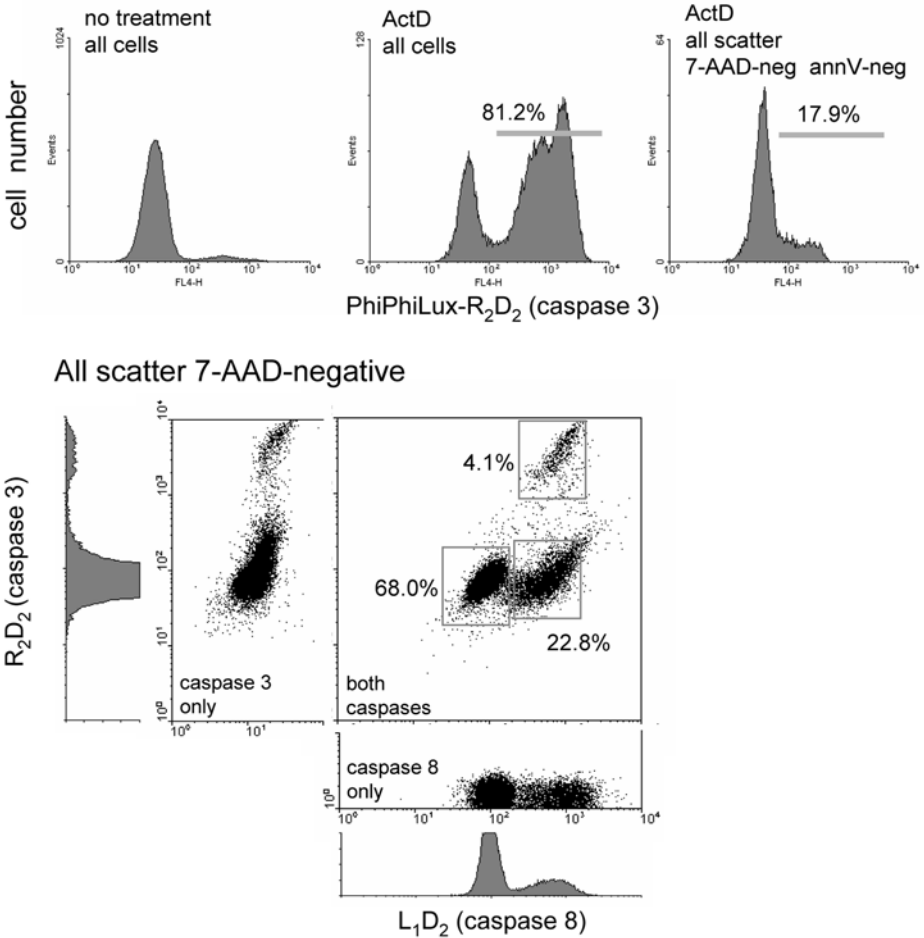 no treatment
all cells
ActD
all cells
ActD
all scatter
7-AAD-neg annV-neg
1024
128
64
81.2%
17.9%
cell number
Events
Events
Events
0
0
0
10⁰ 10¹ 10² 10³ 10⁴
10⁰ 10¹ 10² 10³ 10⁴
10⁰ 10¹ 10² 10³ 10⁴
FL4-H
FL4-H
FL4-H
PhiPhiLux-R₂D₂ (caspase 3)
All scatter 7-AAD-negative
R₂D₂ (caspase 3)
10⁴
10³
10²
10¹
10⁰
4.1%
68.0%
22.8%
caspase 3
only
both
caspases
10⁰ 10¹
caspase 8
only
10⁰
10⁰ 10¹ 10² 10³ 10⁴
L₁D₂ (caspase 8)